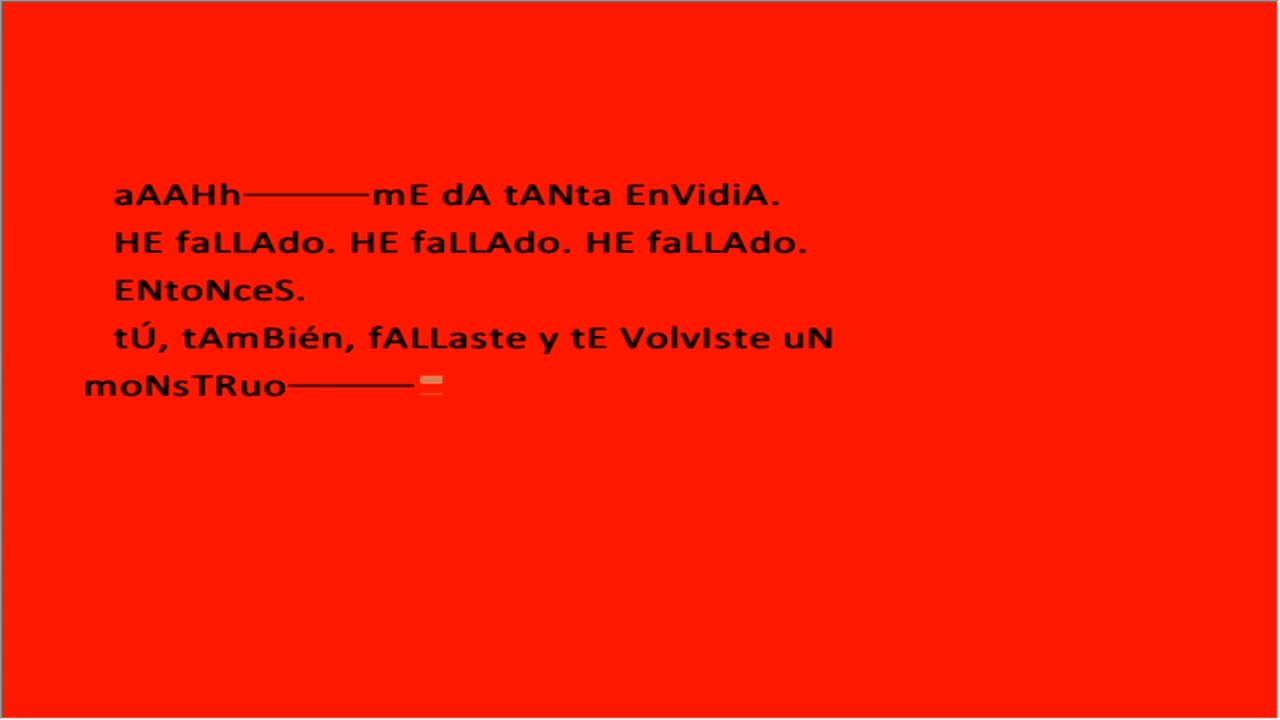 aAAHh————mE dA tANta EnVidiA.
HE faLLAdo. HE faLLAdo. HE faLLAdo.
ENtoNceS.
tÚ, tAmBién, fALLaste y tE VolvIste uN
moNsTRuo————